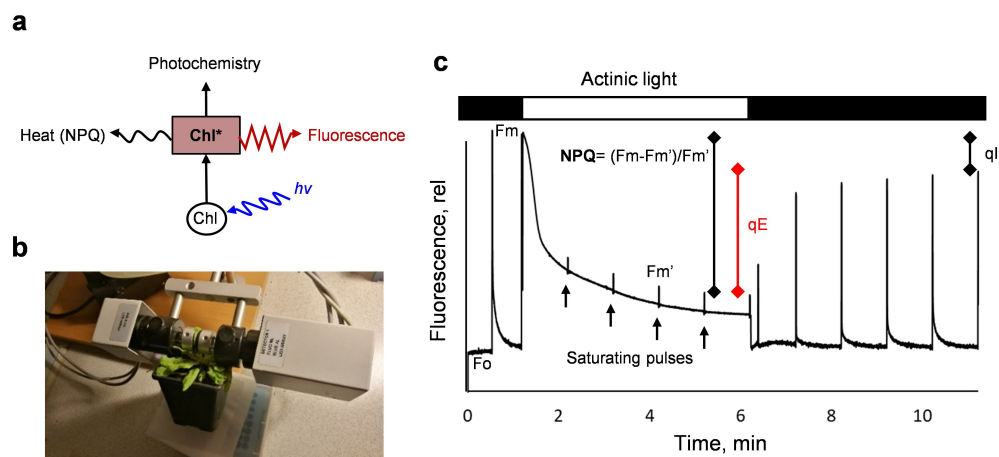 a
Photochemistry
Heat (NPQ)
Chl*
Fluorescence
hv
Chl
b
c
Actinic light
Fm
NPQ= (Fm-Fm’)/Fm’
qI
qE
Fm’
Fluorescence, rel
Saturating pulses
Fo
0 2 4 6 8 10
Time, min